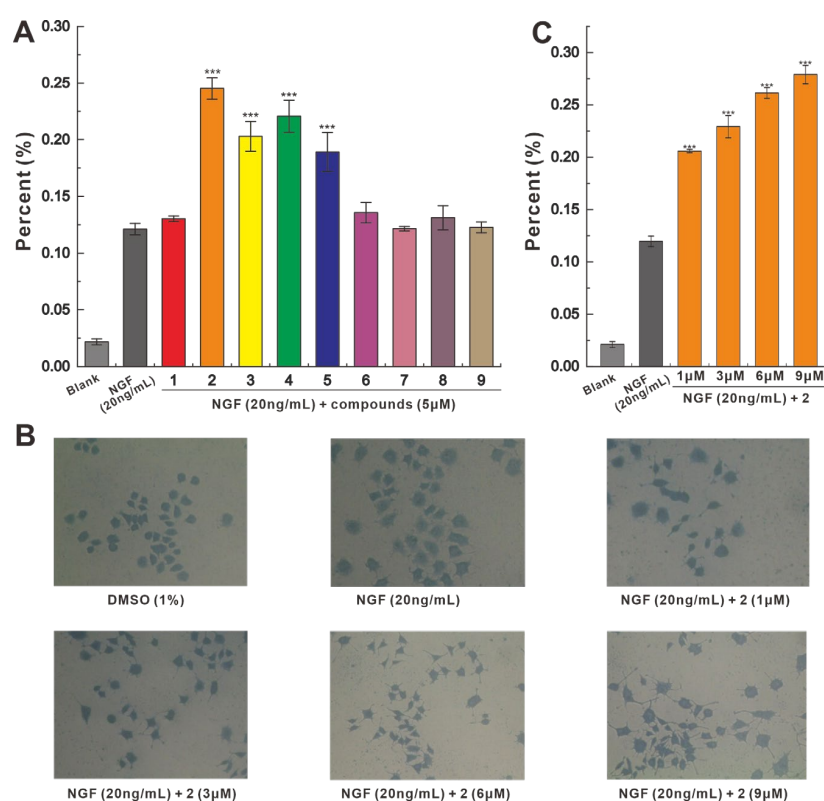 A
Percent (%)
0.30
0.25
0.20
0.15
0.10
0.05
0.00
***
***
***
***
Blank
NGF
(20ng/mL)
1 2 3 4 5 6 7 8 9
NGF (20ng/mL) + compounds (5μM)
C
Percent (%)
0.30
0.25
0.20
0.15
0.10
0.05
0.00
***
***
***
***
Blank
NGF
(20ng/mL)
1μM 3μM 6μM 9μM
NGF (20ng/mL) + 2
B
DMSO (1%)
NGF (20ng/mL)
NGF (20ng/mL) + 2 (1μM)
NGF (20ng/mL) + 2 (3μM)
NGF (20ng/mL) + 2 (6μM)
NGF (20ng/mL) + 2 (9μM)